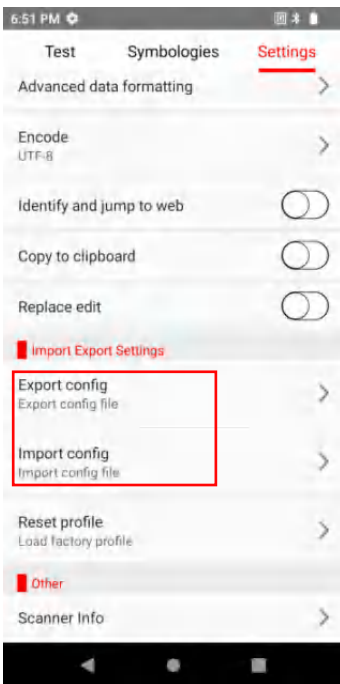 6:51 PM
Test Symbologies Settings
Advanced data formatting
Encode
UTF-8
Identify and jump to web
Copy to clipboard
Replace edit
Import Export Settings
Export config
Export config file
Import config
Import config file
Reset profile
Load factory profile
Other
Scanner Info